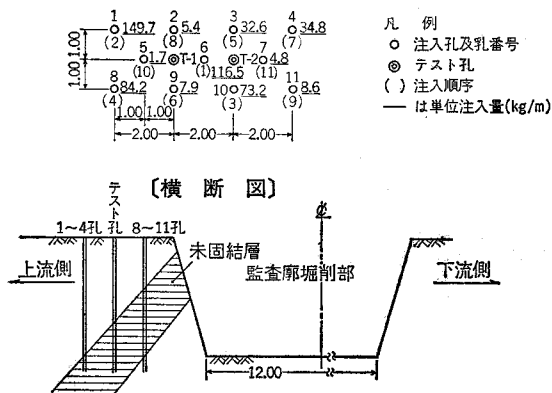 1 149.7 2 5.4 3 32.6 4 34.8
(2) (8) (5) (7)
1.00
5 1.7 T-1 6 T-2 7 4.8
(10) (1) 116.5 (11)
1.00
8 84.2 9 7.9 10 73.2 11 8.6
(4) (6) (3) (9)
1.00 1.00
2.00 2.00 2.00
凡 例
注入孔及孔番号
テスト孔
( ) 注入順序
は単位注入量(kg/m)
〔横断図〕
テスト孔
1~4孔 8~11孔
未固結層
監査廊堀削部
上流側
下流側
12.00